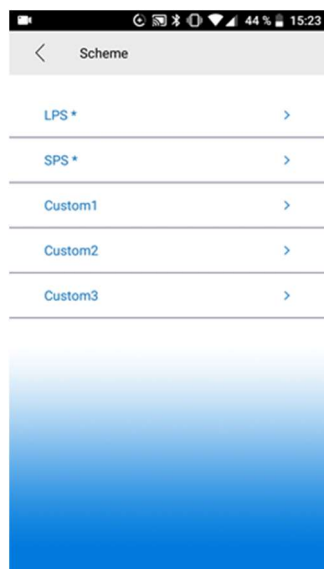 44 % 15:23
Scheme
LPS *
SPS *
Custom1
Custom2
Custom3